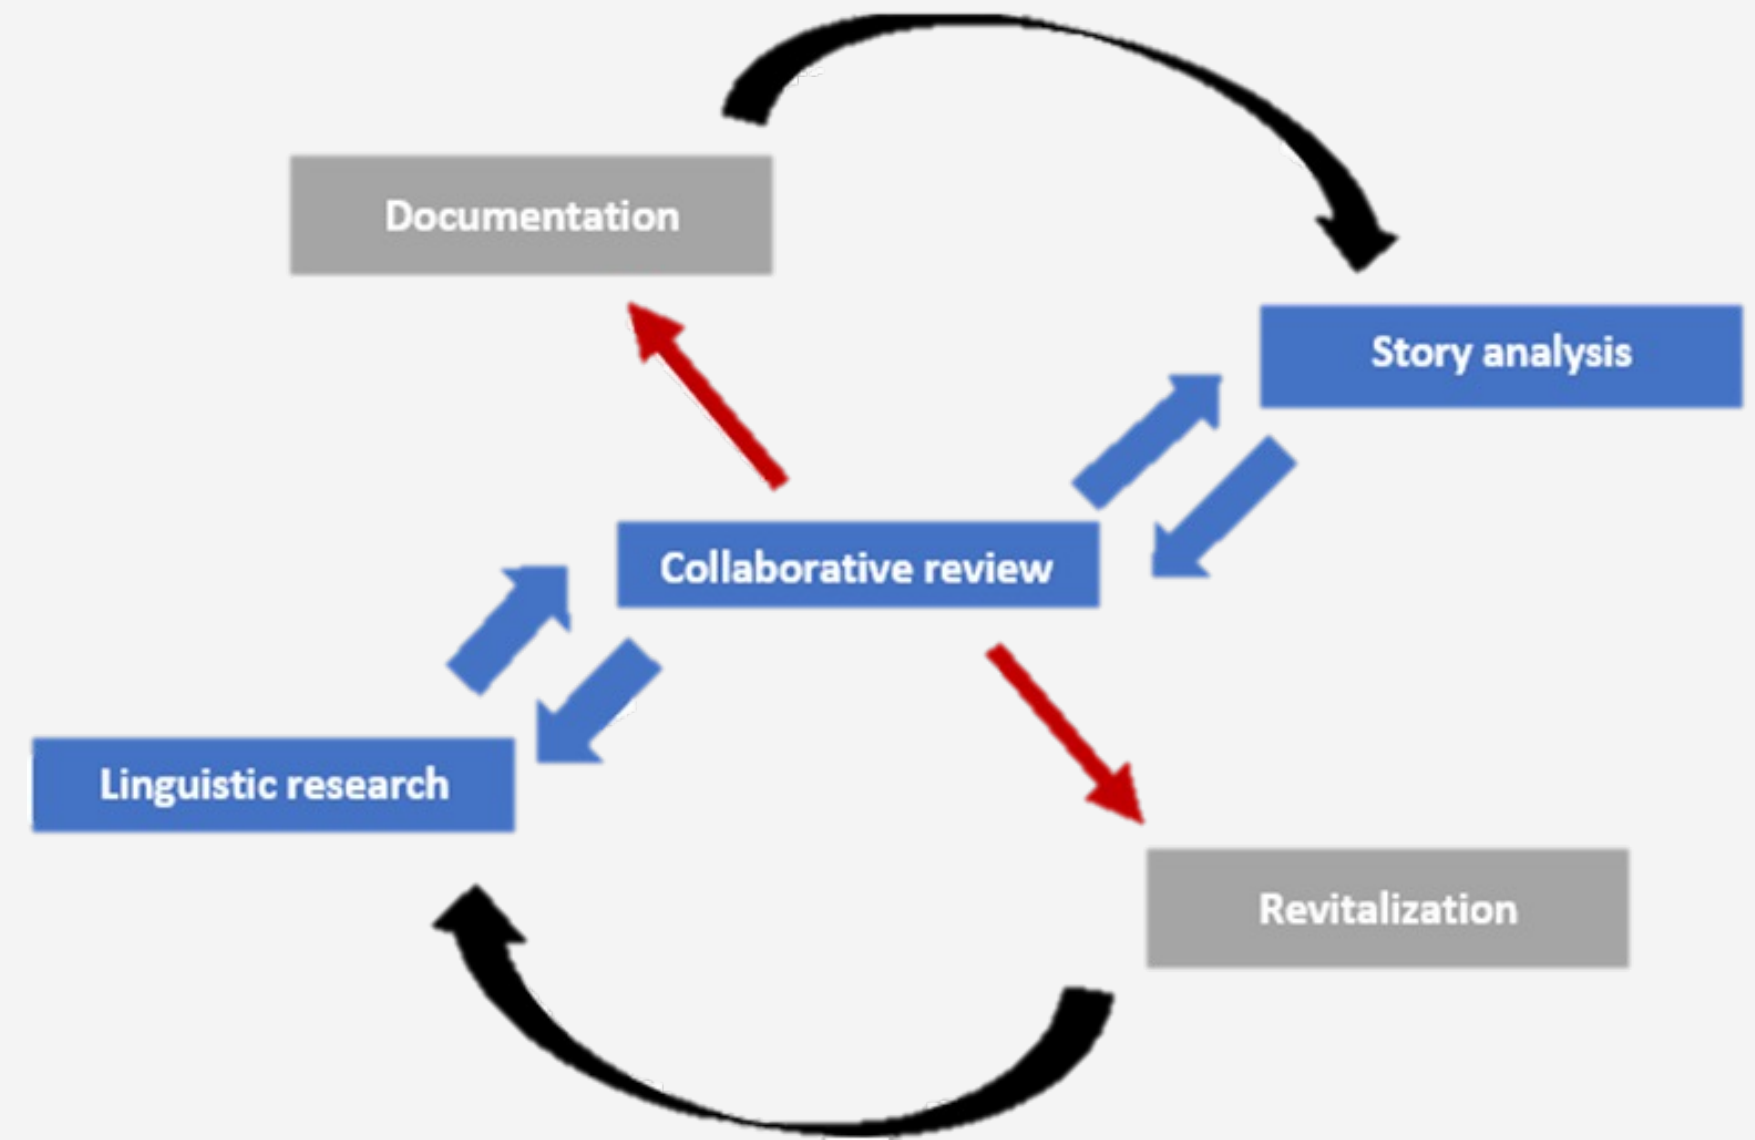 Documentation
Story analysis
Collaborative review
Linguistic research
Revitalization